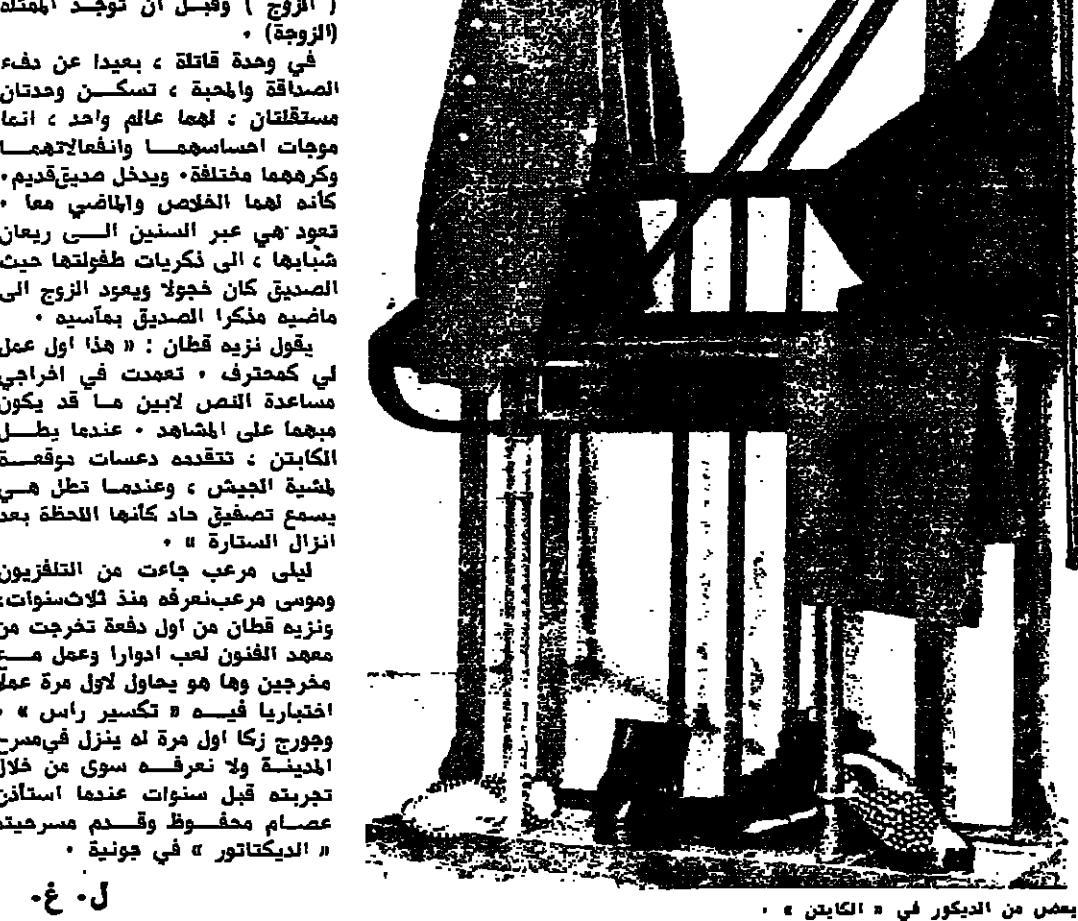 ( الزوج ) وقبل ان توجد الممثلة
(الزوجة) .
في وحدة قاتلة ، بعيدا عن دفء
الصداقة والمحبة ، تسكن وحدتان
مستقلتان ، لهما عالم واحد ، انما
موجات احساسهما وانفعالاتهما
وكرههما مختلفة . ويدخل صديق قديم .
كأنه لهما الخلاص والماضي معا .
تعود هي عبر السنين الى ريعان
شبابها ، الى ذكريات طفولتها حيث
الصديق كان خجولا ويعود الزوج الى
ماضيه مذكرا الصديق بمآسيه .
يقول نزيه قطان : « هذا اول عمل
لي كمحترف . تعمدت في اخراجي
مساعدة النص لابين ما قد يكون
مبهما على المشاهد . عندما يطل
الكابتن ، تتقدمه دعسات موقعة
لمشية الجيش ، وعندما تطل هي
يسمع تصفيق حاد كأنها اللحظة بعد
انزال الستارة » .
ليلى مرعب جاءت من التلفزيون
وموسى مرعب نعرفه منذ ثلاث سنوات،
ونزيه قطان من اول دفعة تخرجت من
معهد الفنون لعب ادوارا وعمل مع
مخرجين وها هو يحاول لاول مرة عملا
اختباريا فيه « تكسير راس » .
وجورج زكا اول مرة له ينزل في مسرح
المدينة ولا نعرفه سوى من خلال
تجربته قبل سنوات عندما استأذن
عصام محفوظ وقدم مسرحيته
« الديكتاتور » في جونية .
ل. غ.
بعض من الديكور في « الكابتن » .